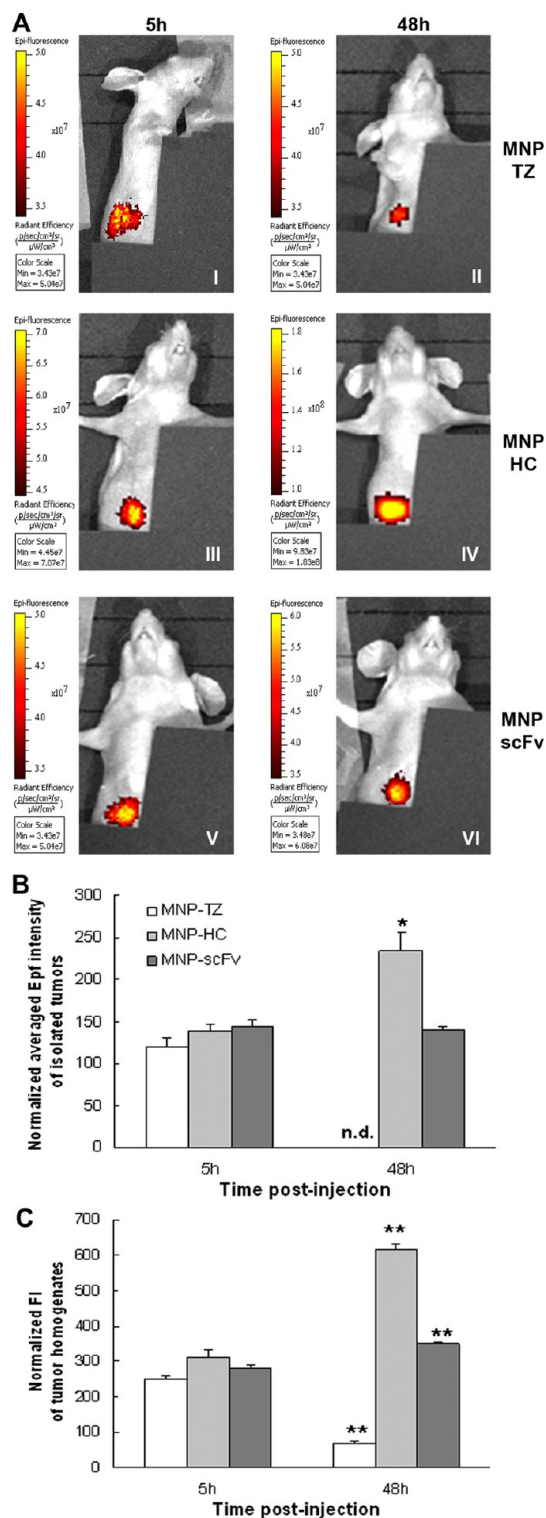 A
5h
48h
Epi-fluorescence
5.0
4.5
x10⁷
4.0
3.5
Radiant Efficiency
(p/sec/cm²/sr / µW/cm²)
Color Scale
Min = 3.43e7
Max = 5.04e7
I
Epi-fluorescence
5.0
4.5
x10⁷
4.0
3.5
Radiant Efficiency
(p/sec/cm²/sr / µW/cm²)
Color Scale
Min = 3.43e7
Max = 5.04e7
II
MNP
TZ
Epi-fluorescence
7.0
6.5
6.0
x10⁷
5.5
5.0
4.5
Radiant Efficiency
(p/sec/cm²/sr / µW/cm²)
Color Scale
Min = 4.45e7
Max = 7.07e7
III
Epi-fluorescence
1.8
1.6
x10⁸
1.4
1.2
1.0
Radiant Efficiency
(p/sec/cm²/sr / µW/cm²)
Color Scale
Min = 9.83e7
Max = 1.83e8
IV
MNP
HC
Epi-fluorescence
5.0
4.5
x10⁷
4.0
3.5
Radiant Efficiency
(p/sec/cm²/sr / µW/cm²)
Color Scale
Min = 3.43e7
Max = 5.04e7
V
Epi-fluorescence
6.0
5.5
5.0
x10⁷
4.5
4.0
3.5
Radiant Efficiency
(p/sec/cm²/sr / µW/cm²)
Color Scale
Min = 3.48e7
Max = 6.08e7
VI
MNP
scFv
B
Normalized averaged Epf intensity
of isolated tumors
300
250
200
150
100
50
0
MNP-TZ
MNP-HC
MNP-scFv
*
n.d.
5h
48h
Time post-injection
C
Normalized FI
of tumor homogenates
700
600
500
400
300
200
100
0
**
**
**
5h
48h
Time post-injection